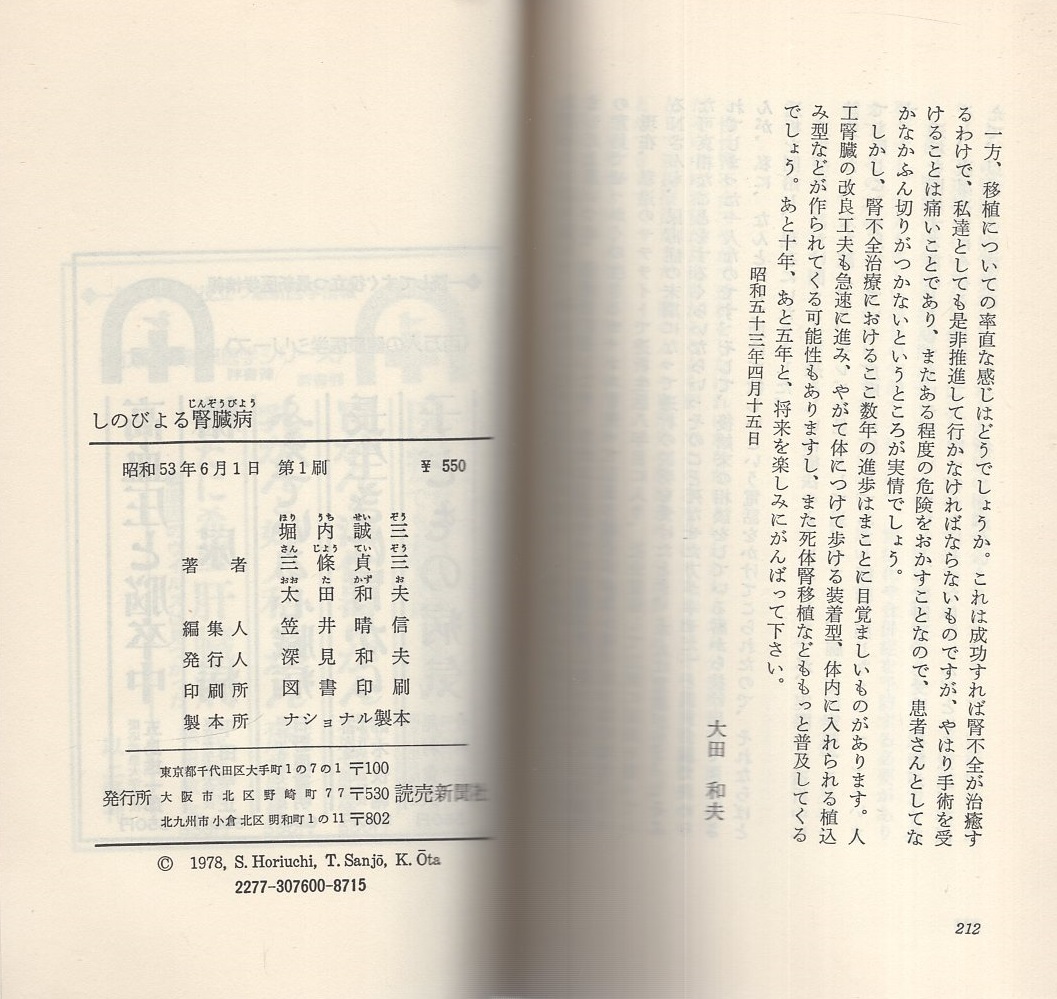 一方、移植についての率直な感じはどうでしょうか。これは成功すれば腎不全が治癒す
るわけで、私達としても是非推進して行かなければならないものですが、やはり手術を受
けることは痛いことであり、またある程度の危険をおかすことなので、患者さんとしてな
かなかふん切りがつかないというところが実情でしょう。
しかし、腎不全治療におけるここ数年の進歩はまことに目覚ましいものがあります。人
工腎臓の改良工夫も急速に進み、やがて体につけて歩ける装着型、体内に入れられる植込
み型などが作られてくる可能性もありますし、また死体腎移植などももっと普及してくる
でしょう。あと十年、あと五年と、将来を楽しみにがんばって下さい。
昭和五十三年四月十五日
大田 和夫
212
じんぞうびよう
しのびよる腎臓病
昭和53年6月1日 第1刷 ¥ 550
ほり うち せい ぞう
堀内誠三
さん じよう てい ぞう
著者 三條貞三
おお た かず お
太田和夫
編集人 笠井晴信
発行人 深見和夫
印刷所 図書印刷
製本所 ナショナル製本
東京都千代田区大手町1の7の1 〒100
発行所 大阪市北区野崎町77 〒530 読売新聞社
北九州市小倉北区明和町1の11 〒802
© 1978, S. Horiuchi, T. Sanjō, K. Ōta
2277-307600-8715